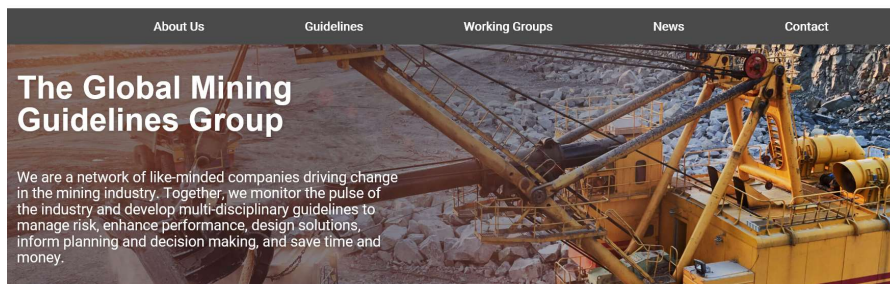 About Us Guidelines Working Groups News Contact
The Global Mining
Guidelines Group
We are a network of like-minded companies driving change
in the mining industry. Together, we monitor the pulse of
the industry and develop multi-disciplinary guidelines to
manage risk, enhance performance, design solutions,
inform planning and decision making, and save time and
money.